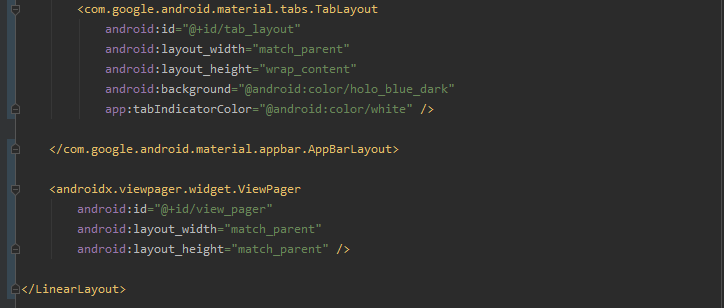 <com.google.android.material.tabs.TabLayout
android:id="@+id/tab_layout"
android:layout_width="match_parent"
android:layout_height="wrap_content"
android:background="@android:color/holo_blue_dark"
app:tabIndicatorColor="@android:color/white" />
</com.google.android.material.appbar.AppBarLayout>
<androidx.viewpager.widget.ViewPager
android:id="@+id/view_pager"
android:layout_width="match_parent"
android:layout_height="match_parent" />
</LinearLayout>